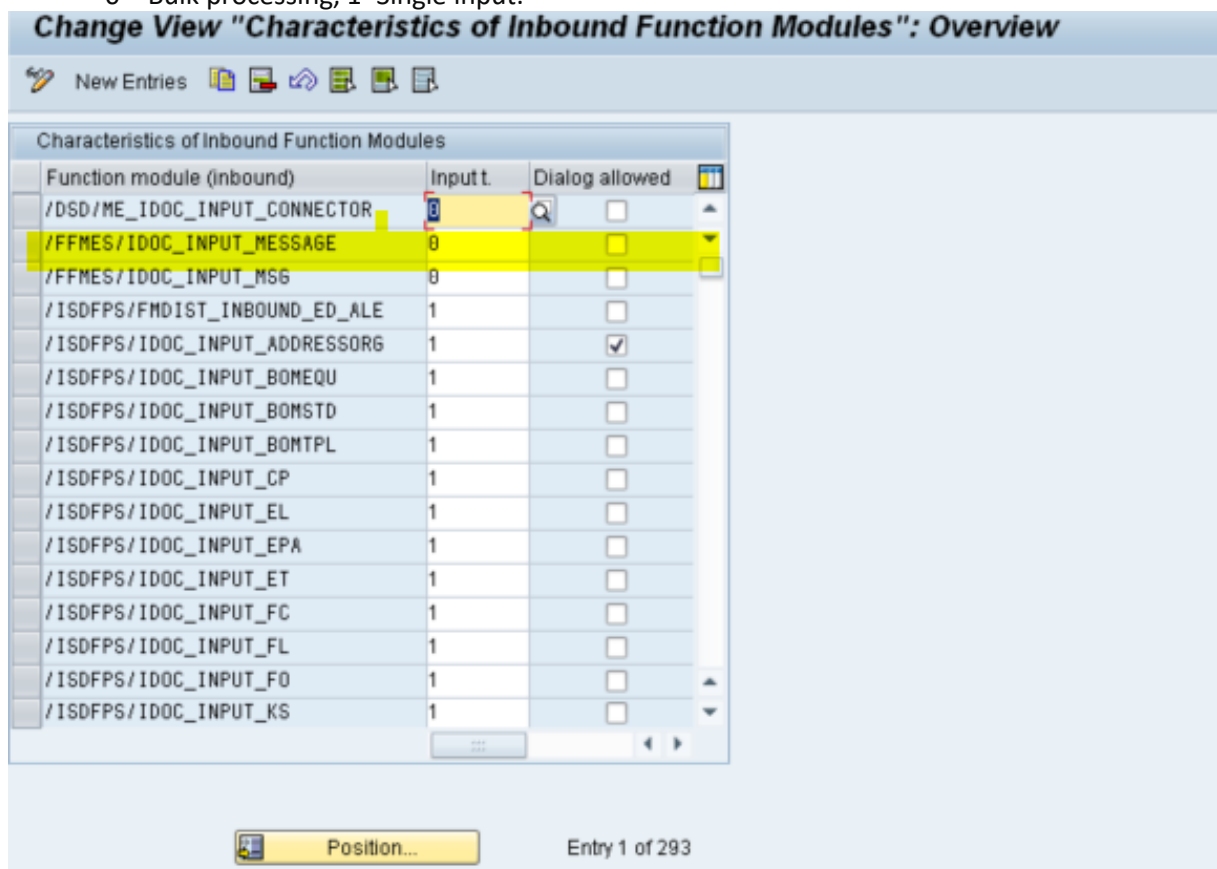 Bulk processing, 1 Single input.
Change View "Characteristics of Inbound Function Modules": Overview
New Entries
Characteristics of Inbound Function Modules
Function module (inbound) Input t. Dialog allowed
/DSD/ME_IDOC_INPUT_CONNECTOR 0
/FFMES/IDOC_INPUT_MESSAGE 0
/FFMES/IDOC_INPUT_MSG 0
/ISDFPS/FMDIST_INBOUND_ED_ALE 1
/ISDFPS/IDOC_INPUT_ADDRESSORG 1
/ISDFPS/IDOC_INPUT_BOMEQU 1
/ISDFPS/IDOC_INPUT_BOMSTD 1
/ISDFPS/IDOC_INPUT_BOMTPL 1
/ISDFPS/IDOC_INPUT_CP 1
/ISDFPS/IDOC_INPUT_EL 1
/ISDFPS/IDOC_INPUT_EPA 1
/ISDFPS/IDOC_INPUT_ET 1
/ISDFPS/IDOC_INPUT_FC 1
/ISDFPS/IDOC_INPUT_FL 1
/ISDFPS/IDOC_INPUT_FO 1
/ISDFPS/IDOC_INPUT_KS 1
Position... Entry 1 of 293